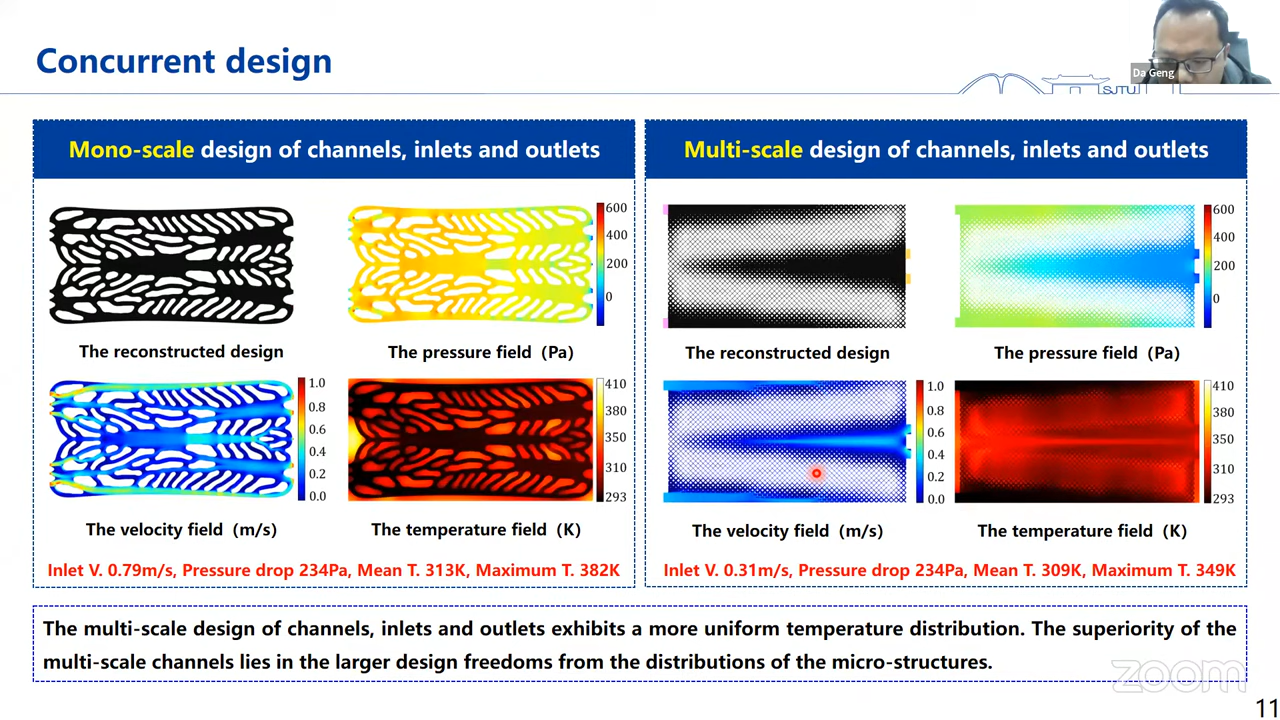 Concurrent design
Da Geng
SJTU
Mono-scale design of channels, inlets and outlets
600
400
200
0
The reconstructed design
The pressure field（Pa）
1.0
0.8
0.6
0.4
0.2
0.0
410
380
350
310
293
The velocity field（m/s）
The temperature field（K）
Inlet V. 0.79m/s, Pressure drop 234Pa, Mean T. 313K, Maximum T. 382K
Multi-scale design of channels, inlets and outlets
600
400
200
0
The reconstructed design
The pressure field（Pa）
1.0
0.8
0.6
0.4
0.2
0.0
410
380
350
310
293
The velocity field（m/s）
The temperature field（K）
Inlet V. 0.31m/s, Pressure drop 234Pa, Mean T. 309K, Maximum T. 349K
The multi-scale design of channels, inlets and outlets exhibits a more uniform temperature distribution. The superiority of the
multi-scale channels lies in the larger design freedoms from the distributions of the micro-structures.
zoom
11